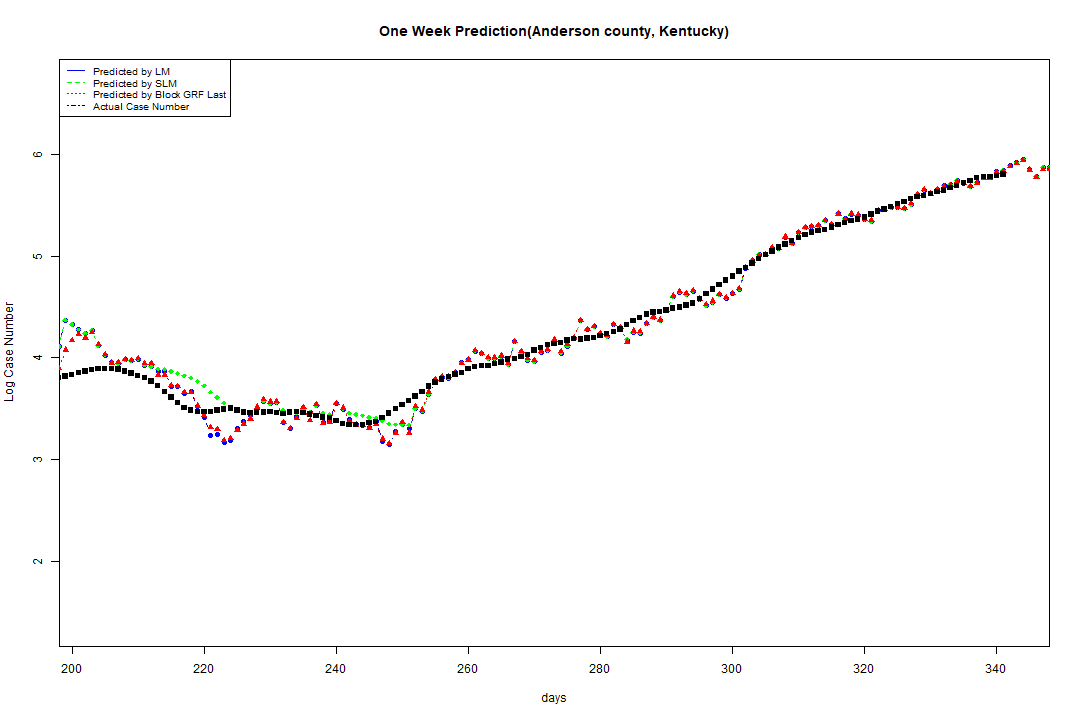 One Week Prediction(Anderson county, Kentucky)
Predicted by LM
Predicted by SLM
Predicted by Block GRF Last
Actual Case Number
6
5
4
3
2
Log Case Number
200 220 240 260 280 300 320 340
days